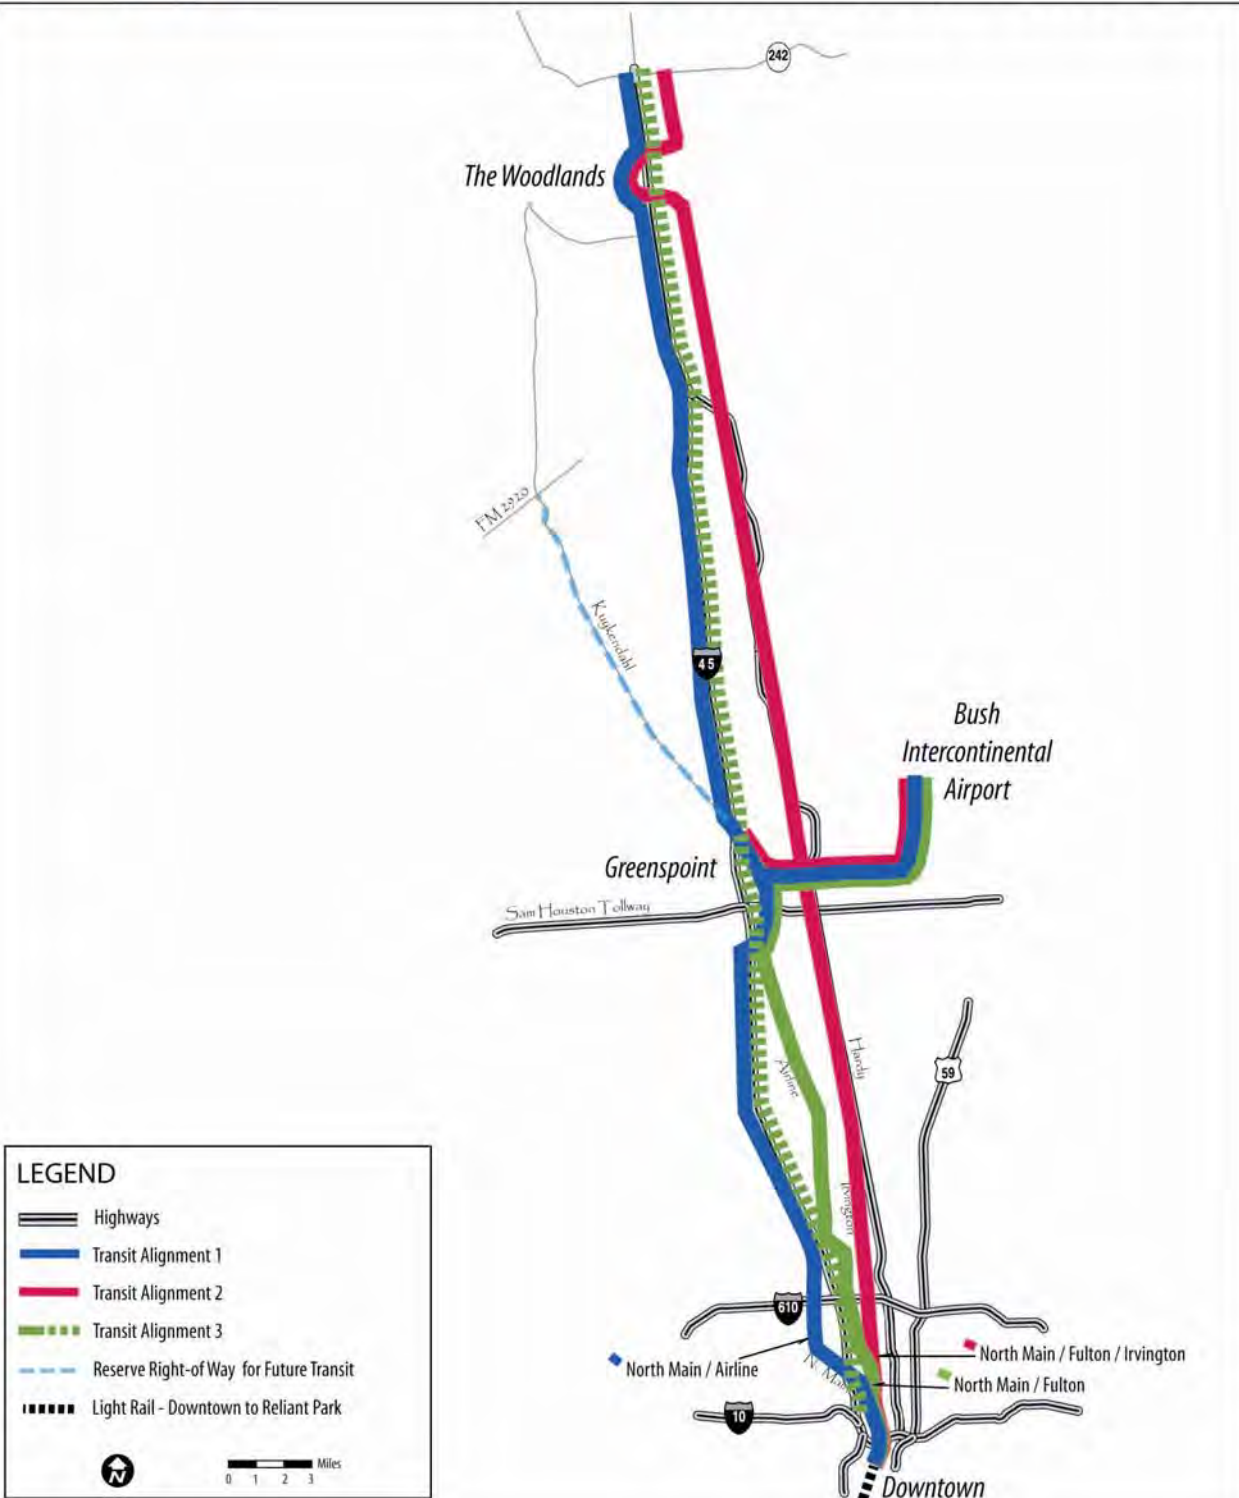 242
The Woodlands
FM 2920
Kuykendahl
45
Bush
Intercontinental
Airport
Greenspoint
Sam Houston Tollway
Hardy
59
Airline
Irvington
LEGEND
Highways
Transit Alignment 1
Transit Alignment 2
Transit Alignment 3
Reserve Right-of Way for Future Transit
Light Rail - Downtown to Reliant Park
N
Miles
0 1 2 3
610
North Main / Airline
N. Main
North Main / Fulton / Irvington
North Main / Fulton
10
Downtown